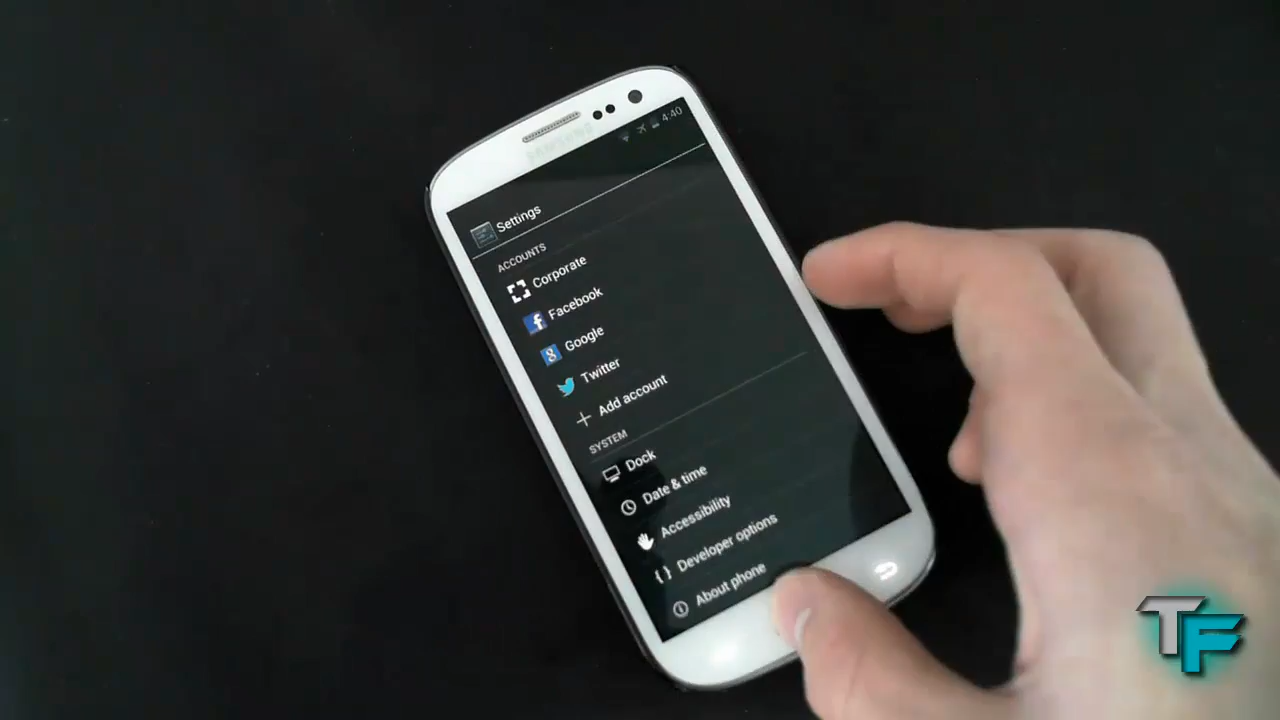 SAMSUNG
4:40
Settings
ACCOUNTS
Corporate
Facebook
Google
Twitter
Add account
SYSTEM
Dock
Date & time
Accessibility
Developer options
About phone
TF